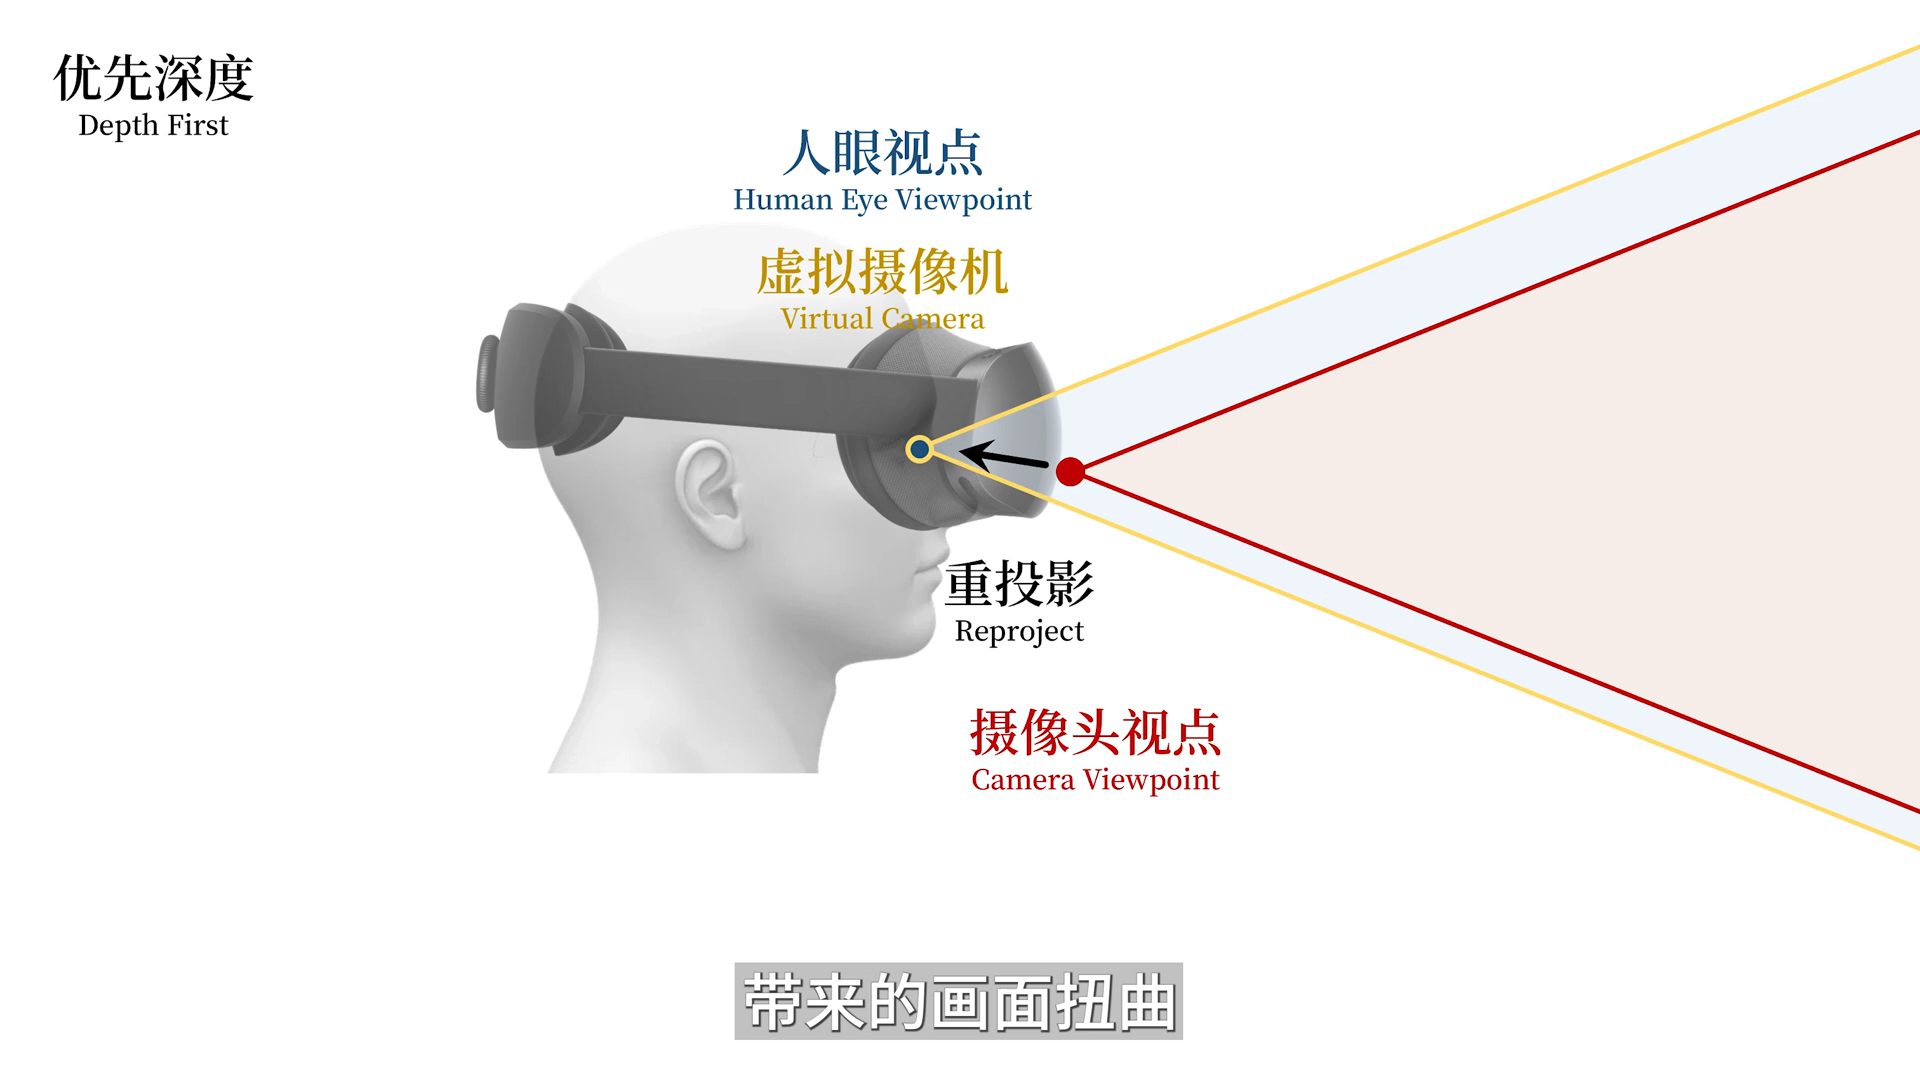 优先深度
Depth First
人眼视点
Human Eye Viewpoint
虚拟摄像机
Virtual Camera
重投影
Reproject
摄像头视点
Camera Viewpoint
带来的画面扭曲